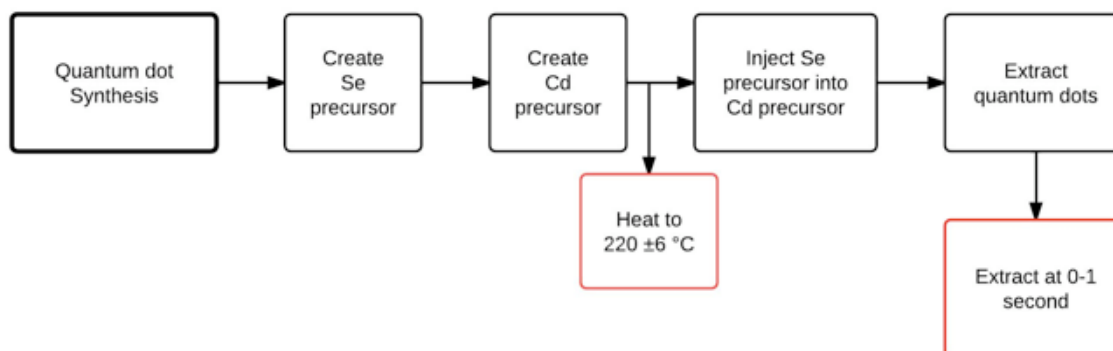 Quantum dot
Synthesis
Create
Se
precursor
Create
Cd
precursor
Inject Se
precursor into
Cd precursor
Extract
quantum dots
Heat to
220 ±6 °C
Extract at 0-1
second